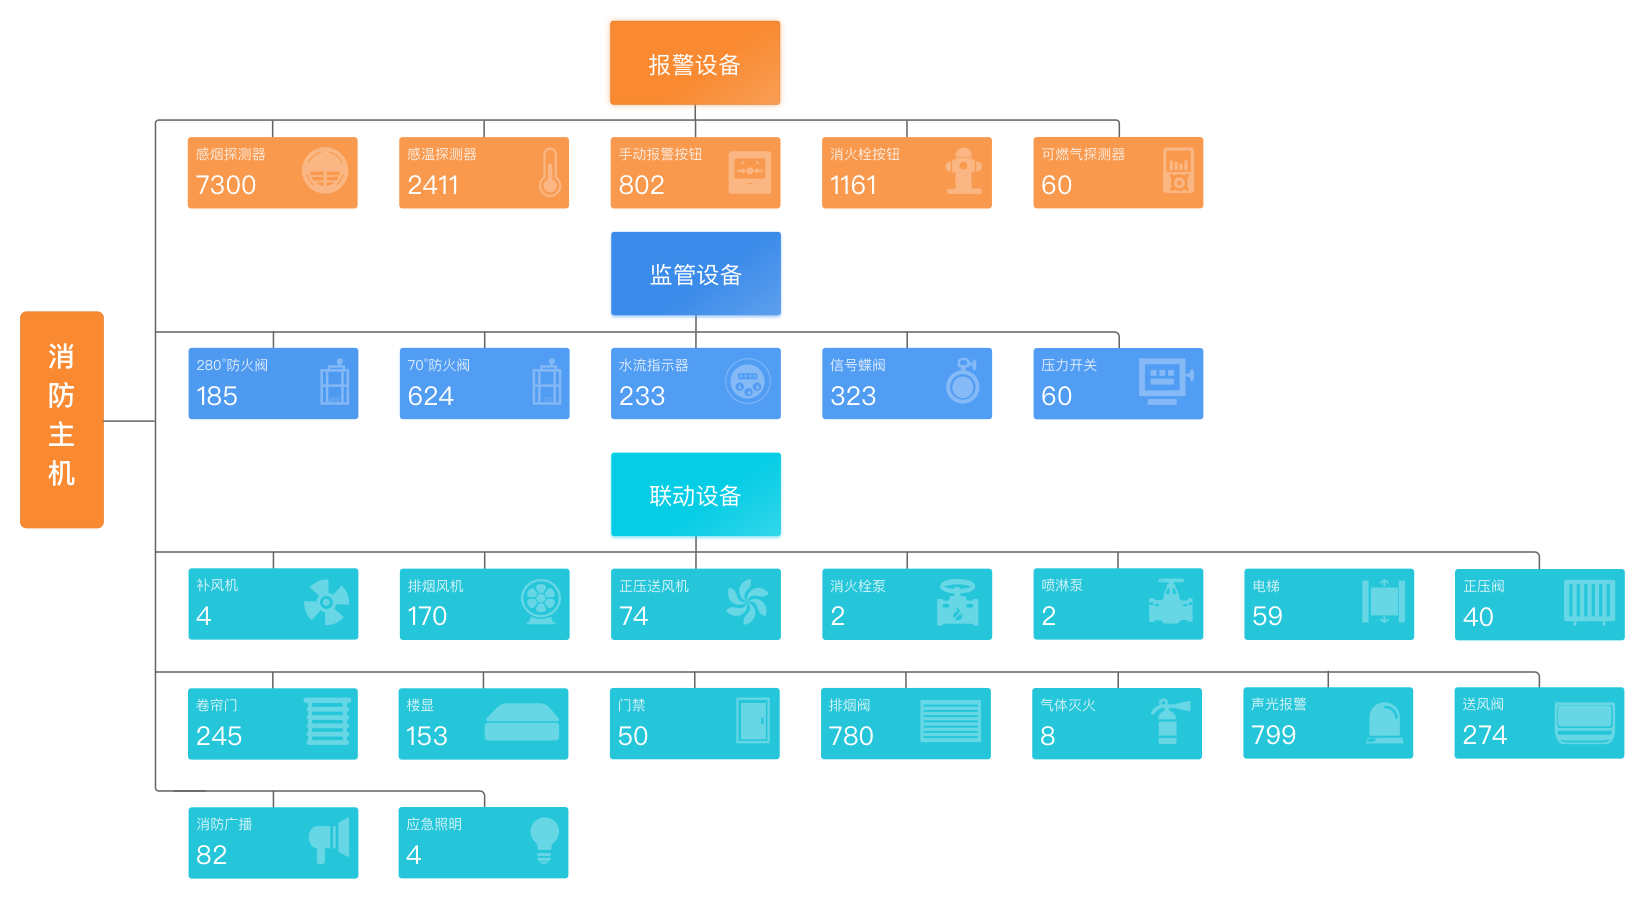 报警设备
感烟探测器
7300
感温探测器
2411
手动报警按钮
802
消火栓按钮
1161
可燃气探测器
60
监管设备
消
防
主
机
280°防火阀
185
70°防火阀
624
水流指示器
233
信号蝶阀
323
压力开关
60
联动设备
补风机
4
排烟风机
170
正压送风机
74
消火栓泵
2
喷淋泵
2
电梯
59
正压阀
40
卷帘门
245
楼显
153
门禁
50
排烟阀
780
气体灭火
8
声光报警
799
送风阀
274
消防广播
82
应急照明
4